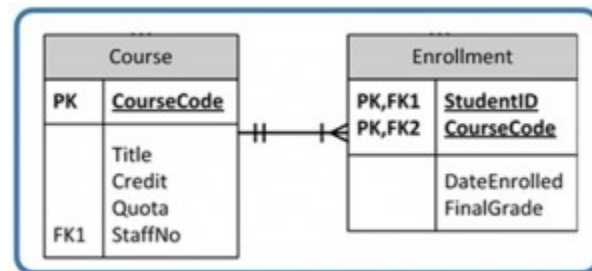 Course
PK CourseCode
Title
Credit
Quota
FK1 StaffNo
Enrollment
PK,FK1 StudentID
PK,FK2 CourseCode
DateEnrolled
FinalGrade